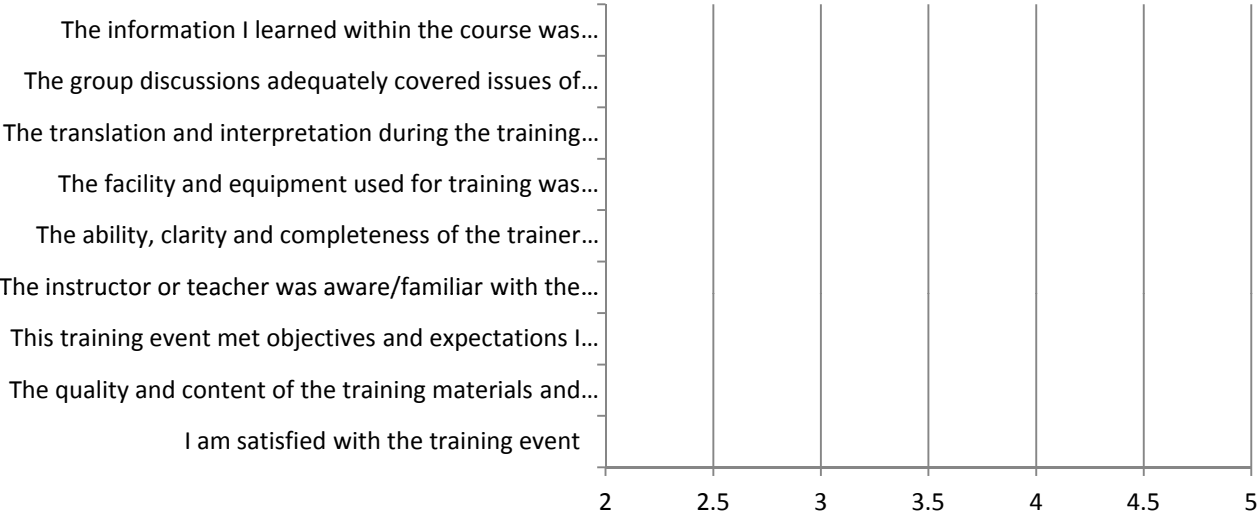 The information I learned within the course was...
The group discussions adequately covered issues of...
The translation and interpretation during the training...
The facility and equipment used for training was...
The ability, clarity and completeness of the trainer...
The instructor or teacher was aware/familiar with the...
This training event met objectives and expectations I...
The quality and content of the training materials and...
I am satisfied with the training event
2 2.5 3 3.5 4 4.5 5